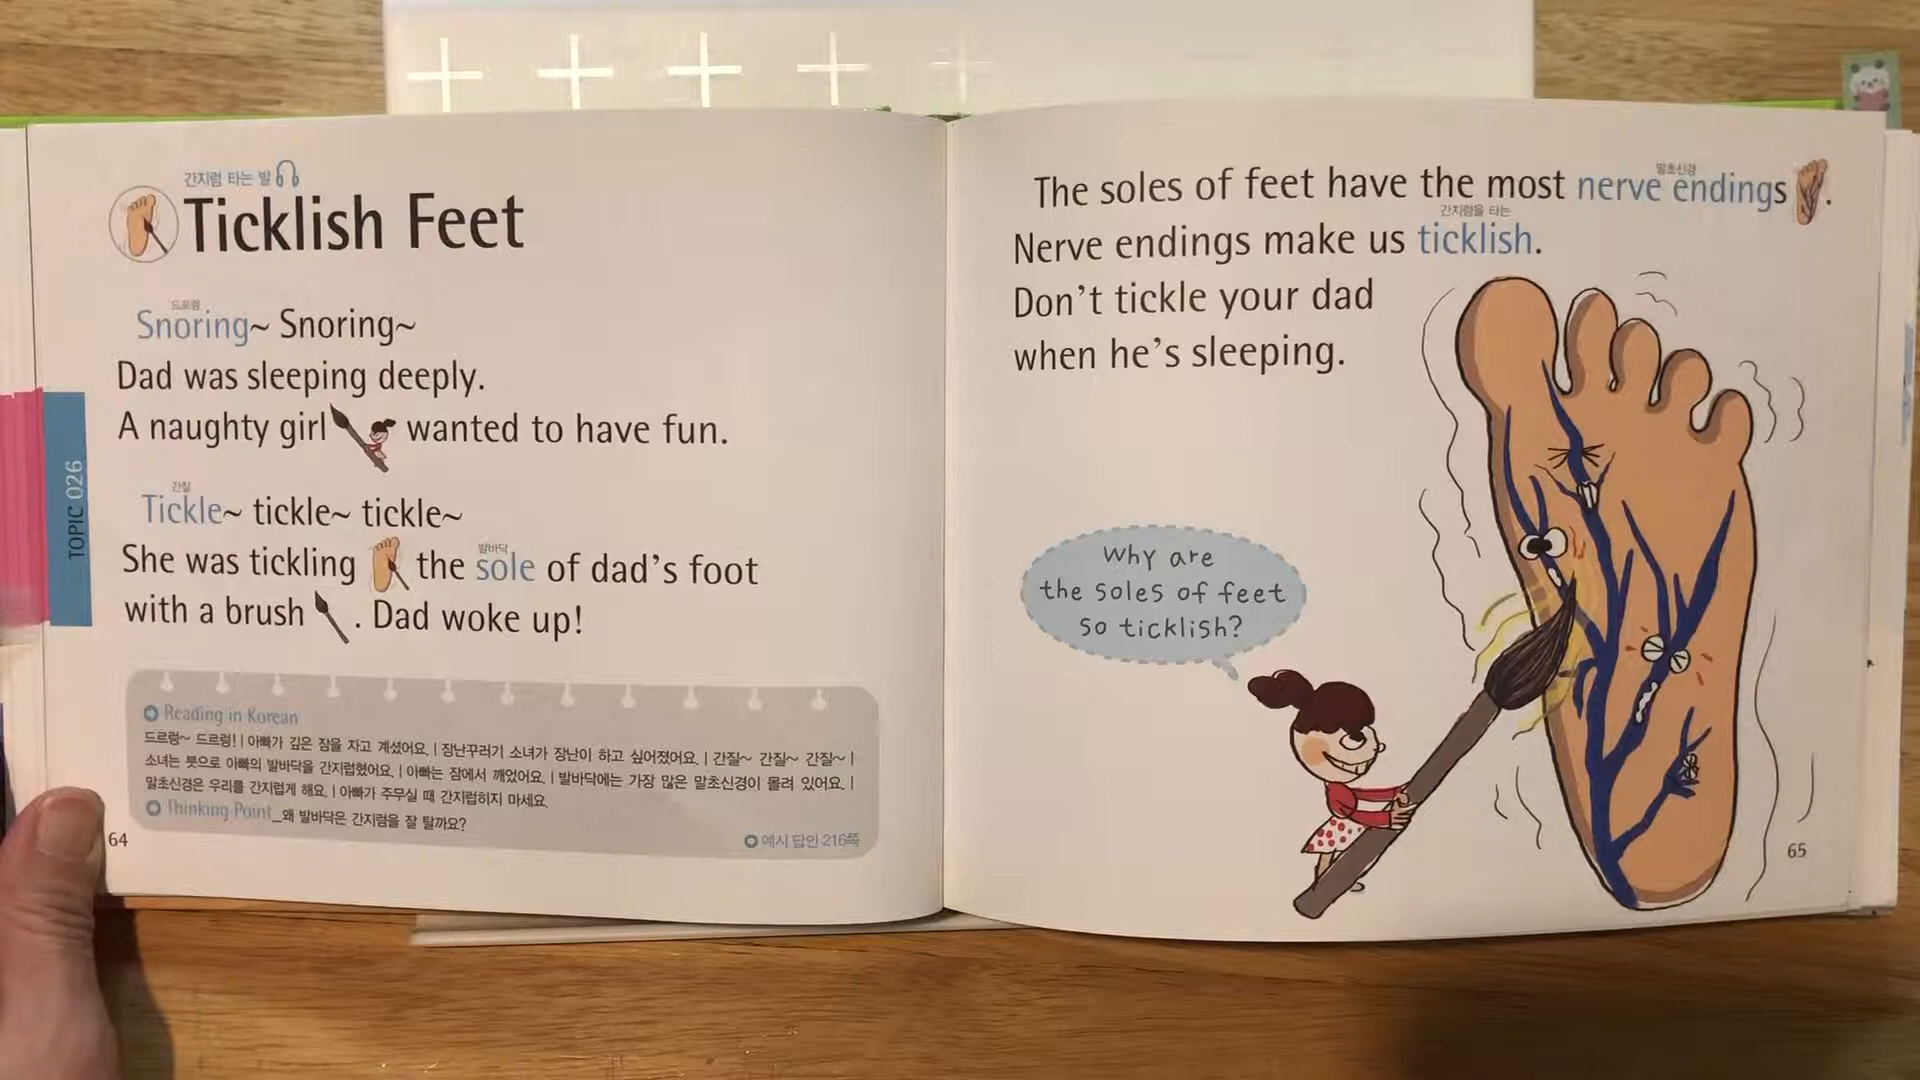 간지럼 타는 발
Ticklish Feet
드르렁
Snoring~ Snoring~
Dad was sleeping deeply.
A naughty girl wanted to have fun.
간질
Tickle~ tickle~ tickle~
발바닥
She was tickling the sole of dad's foot
with a brush . Dad woke up!
TOPIC 026
Reading in Korean
드르렁~ 드르렁! | 아빠가 깊은 잠을 자고 계셨어요. | 장난꾸러기 소녀가 장난이 하고 싶어졌어요. | 간질~ 간질~ 간질~ |
소녀는 붓으로 아빠의 발바닥을 간지럽혔어요. | 아빠는 잠에서 깨었어요. | 발바닥에는 가장 많은 말초신경이 몰려 있어요. |
말초신경은 우리를 간지럽게 해요. | 아빠가 주무실 때 간지럽히지 마세요.
Thinking Point_왜 발바닥은 간지럼을 잘 탈까요?
예시 답안 216쪽
64
말초신경
The soles of feet have the most nerve endings .
간지럼을 타는
Nerve endings make us ticklish.
Don't tickle your dad
when he's sleeping.
Why are
the soles of feet
so ticklish?
65